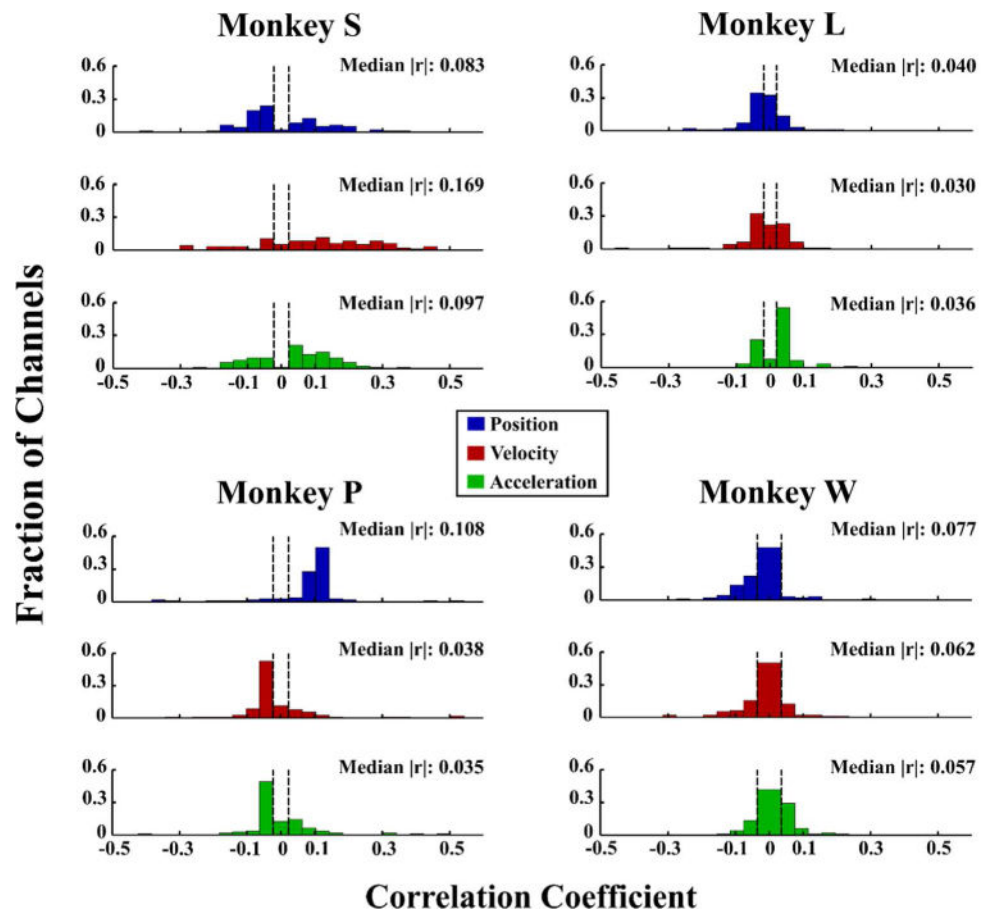 Monkey S
Monkey L
0.6
0.3
0
Median |r|: 0.083
0.6
0.3
0
Median |r|: 0.040
0.6
0.3
0
Median |r|: 0.169
0.6
0.3
0
Median |r|: 0.030
0.6
0.3
0
Median |r|: 0.097
0.6
0.3
0
Median |r|: 0.036
-0.5 -0.3 -0.1 0 0.1 0.3 0.5
-0.5 -0.3 -0.1 0 0.1 0.3 0.5
Fraction of Channels
Position
Velocity
Acceleration
Monkey P
Monkey W
0.6
0.3
0
Median |r|: 0.108
0.6
0.3
0
Median |r|: 0.077
0.6
0.3
0
Median |r|: 0.038
0.6
0.3
0
Median |r|: 0.062
0.6
0.3
0
Median |r|: 0.035
0.6
0.3
0
Median |r|: 0.057
-0.5 -0.3 -0.1 0 0.1 0.3 0.5
-0.5 -0.3 -0.1 0 0.1 0.3 0.5
Correlation Coefficient